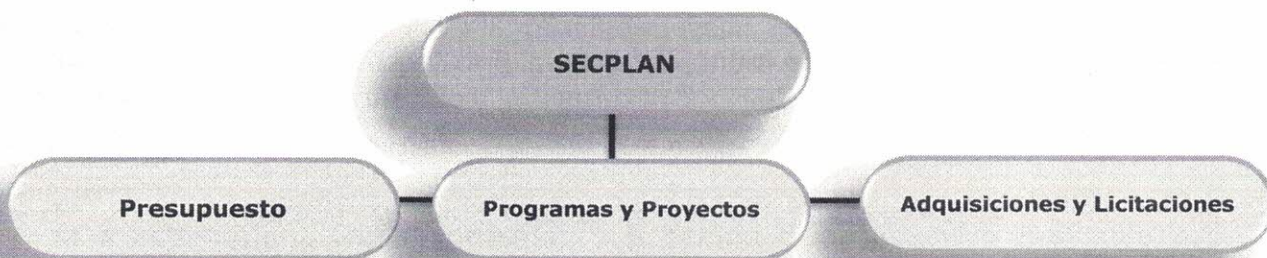 SECPLAN
Presupuesto
Programas y Proyectos
Adquisiciones y Licitaciones